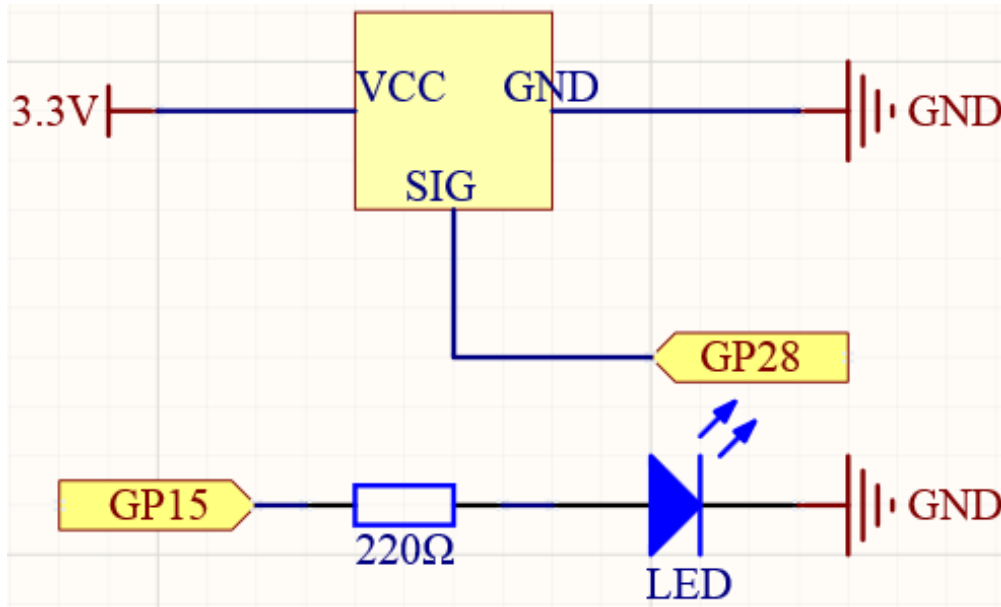 VCC GND
3.3V GND
SIG
GP28
GP15 GND
220Ω
LED